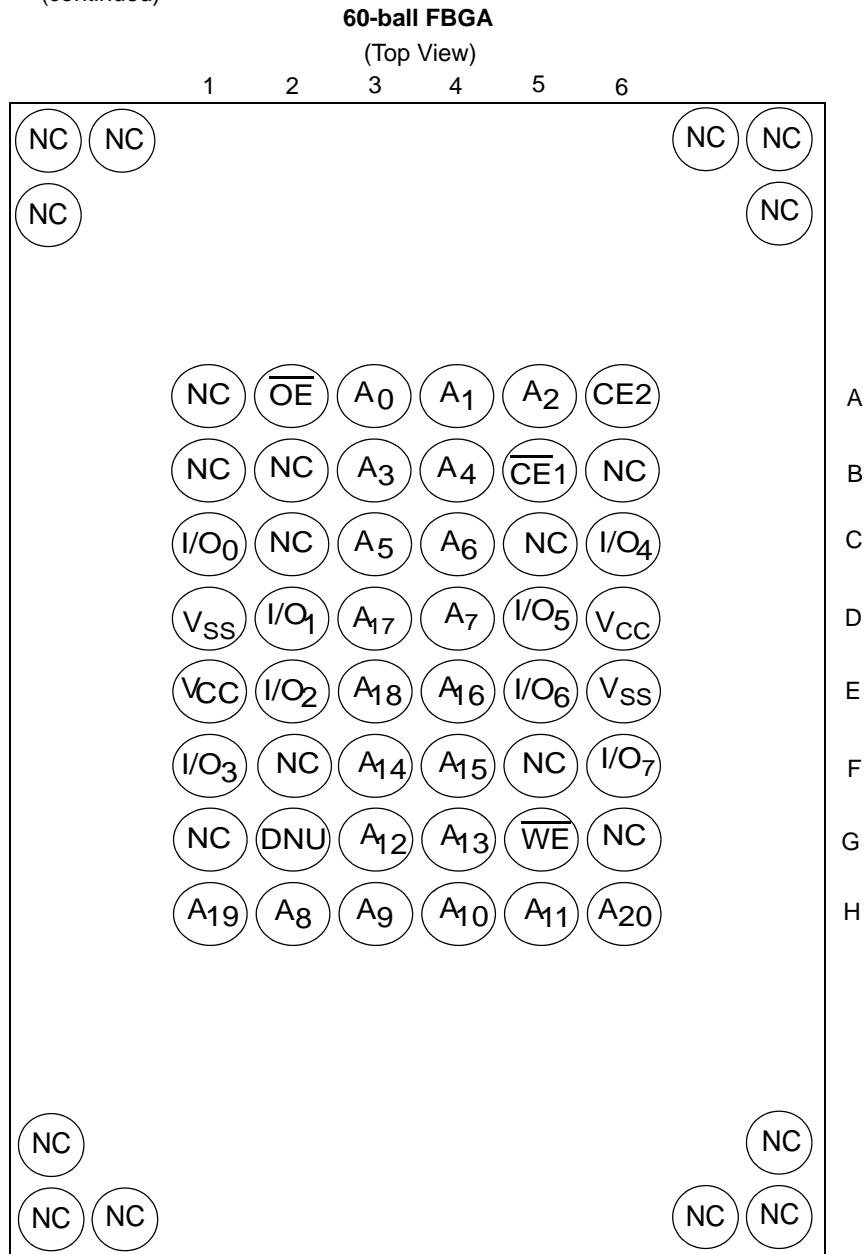 (continued)
60-ball FBGA
(Top View)
1 2 3 4 5 6
NC NC NC NC
NC NC
NC O̅E̅ A0 A1 A2 CE2 A
NC NC A3 A4 C̅E̅1 NC B
I/O0 NC A5 A6 NC I/O4 C
VSS I/O1 A17 A7 I/O5 VCC D
VCC I/O2 A18 A16 I/O6 VSS E
I/O3 NC A14 A15 NC I/O7 F
NC DNU A12 A13 W̅E̅ NC G
A19 A8 A9 A10 A11 A20 H
NC NC
NC NC NC NC